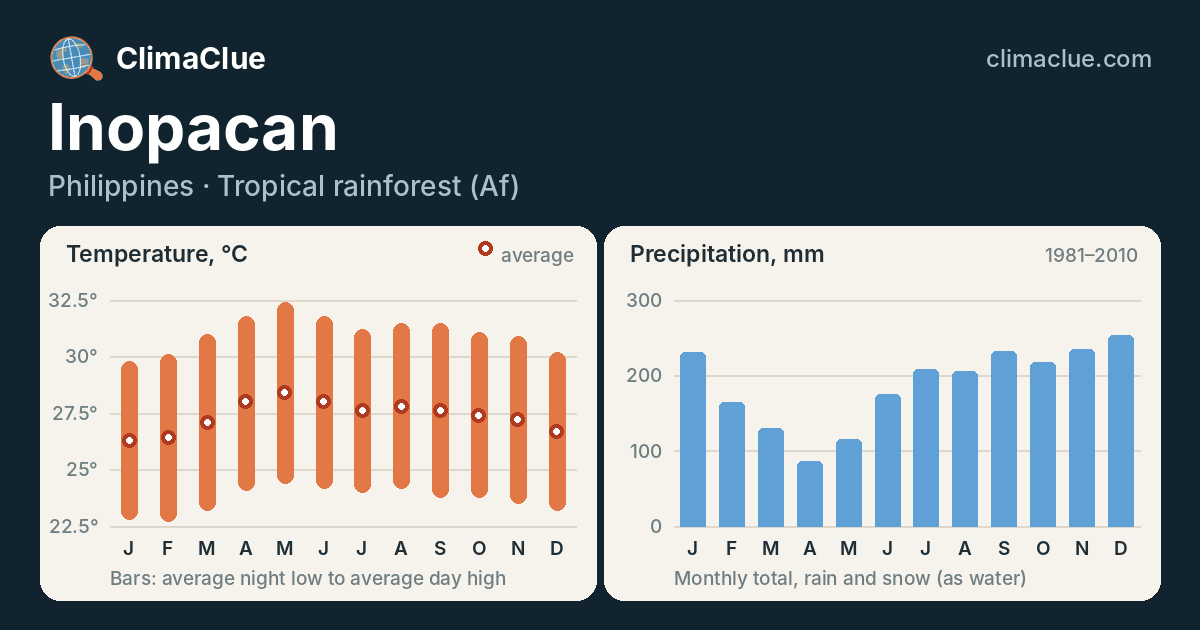 ClimaClue
climaclue.com
Inopacan
Philippines · Tropical rainforest (Af)
Temperature, °C
average
32.5°
30°
27.5°
25°
22.5°
J F M A M J J A S O N D
Bars: average night low to average day high
Precipitation, mm
1981–2010
300
200
100
0
J F M A M J J A S O N D
Monthly total, rain and snow (as water)